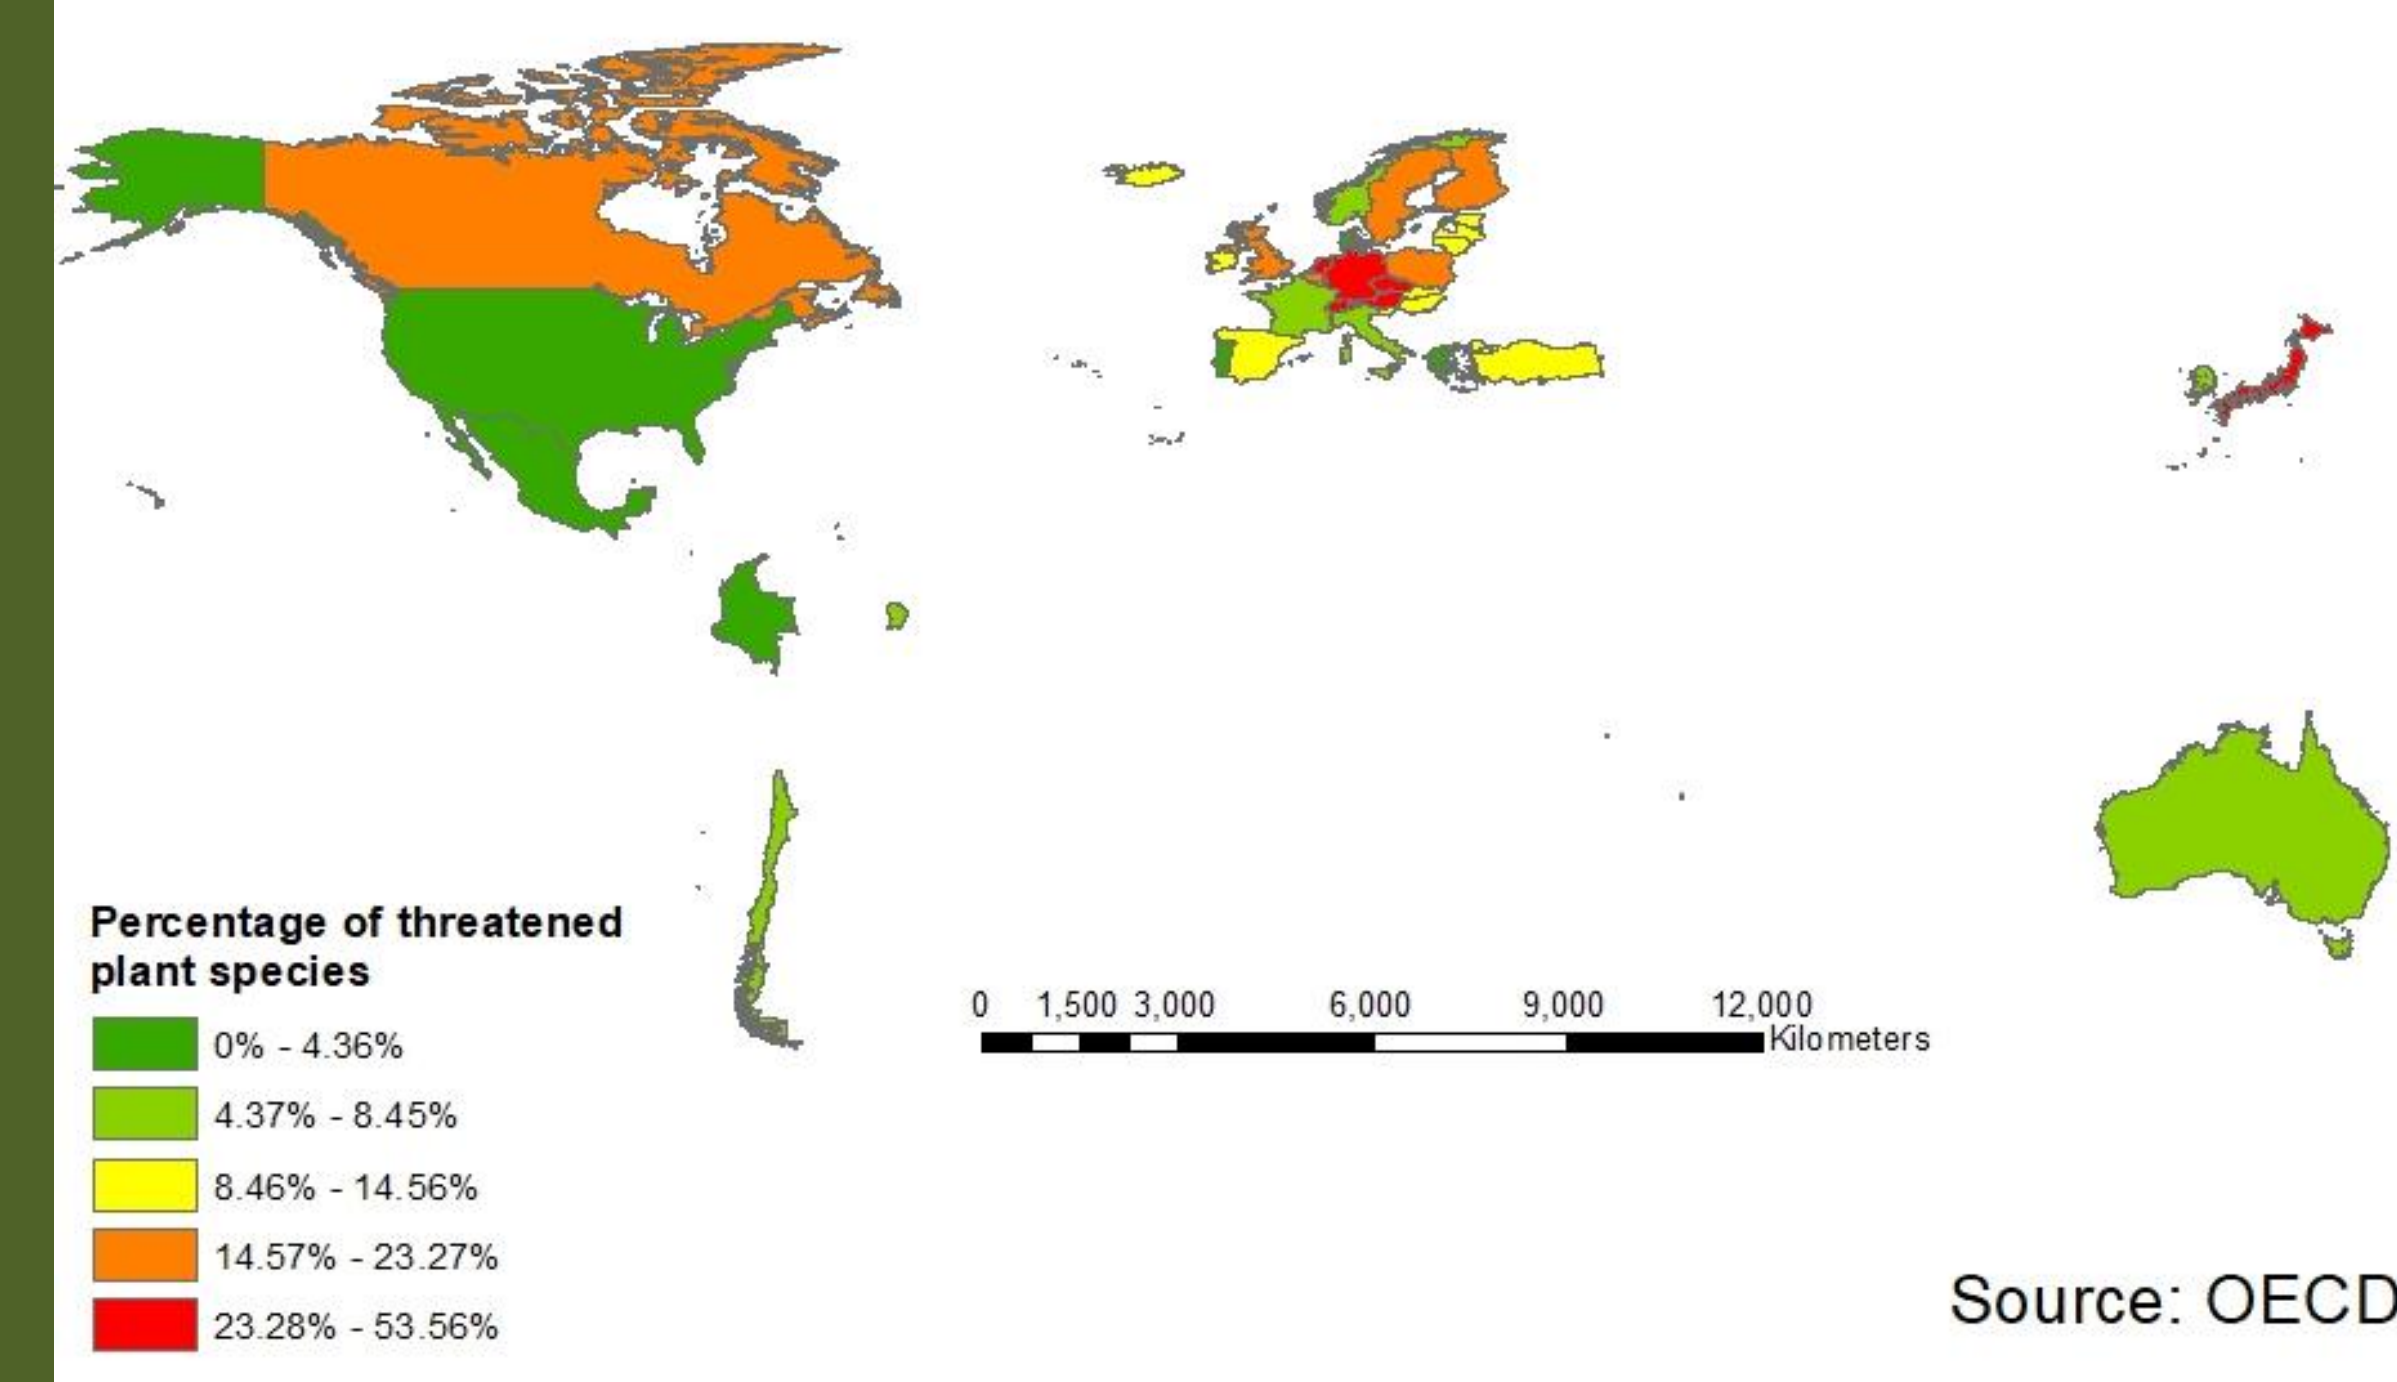 Percentage of threatened
plant species
0% - 4.36%
4.37% - 8.45%
8.46% - 14.56%
14.57% - 23.27%
23.28% - 53.56%
0 1,500 3,000 6,000 9,000 12,000
Kilometers
Source: OECD